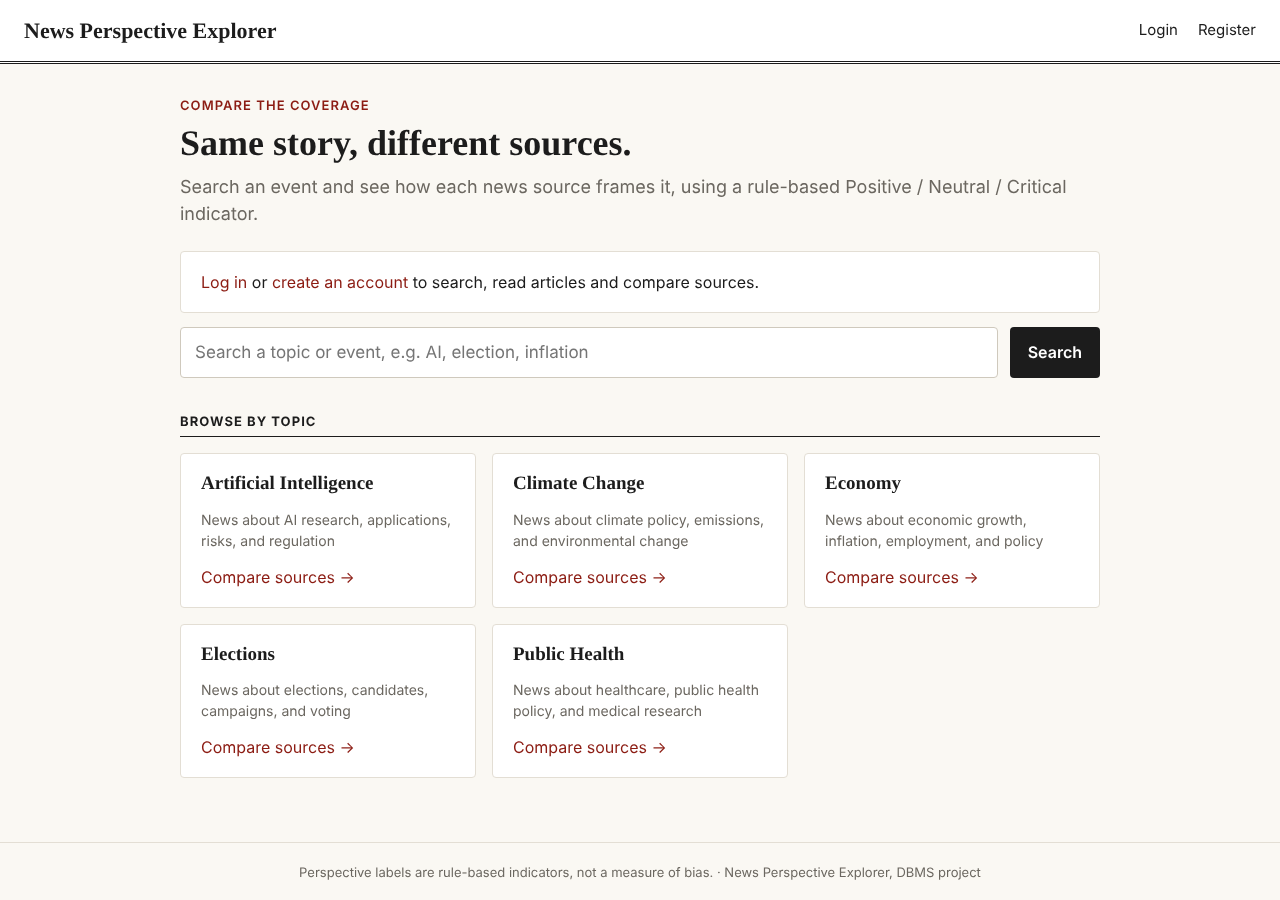 News Perspective Explorer
Login Register
COMPARE THE COVERAGE
Same story, different sources.
Search an event and see how each news source frames it, using a rule-based Positive / Neutral / Critical
indicator.
Log in or create an account to search, read articles and compare sources.
Search a topic or event, e.g. AI, election, inflation
Search
BROWSE BY TOPIC
Artificial Intelligence
News about AI research, applications,
risks, and regulation
Compare sources →
Climate Change
News about climate policy, emissions,
and environmental change
Compare sources →
Economy
News about economic growth,
inflation, employment, and policy
Compare sources →
Elections
News about elections, candidates,
campaigns, and voting
Compare sources →
Public Health
News about healthcare, public health
policy, and medical research
Compare sources →
Perspective labels are rule-based indicators, not a measure of bias. · News Perspective Explorer, DBMS project